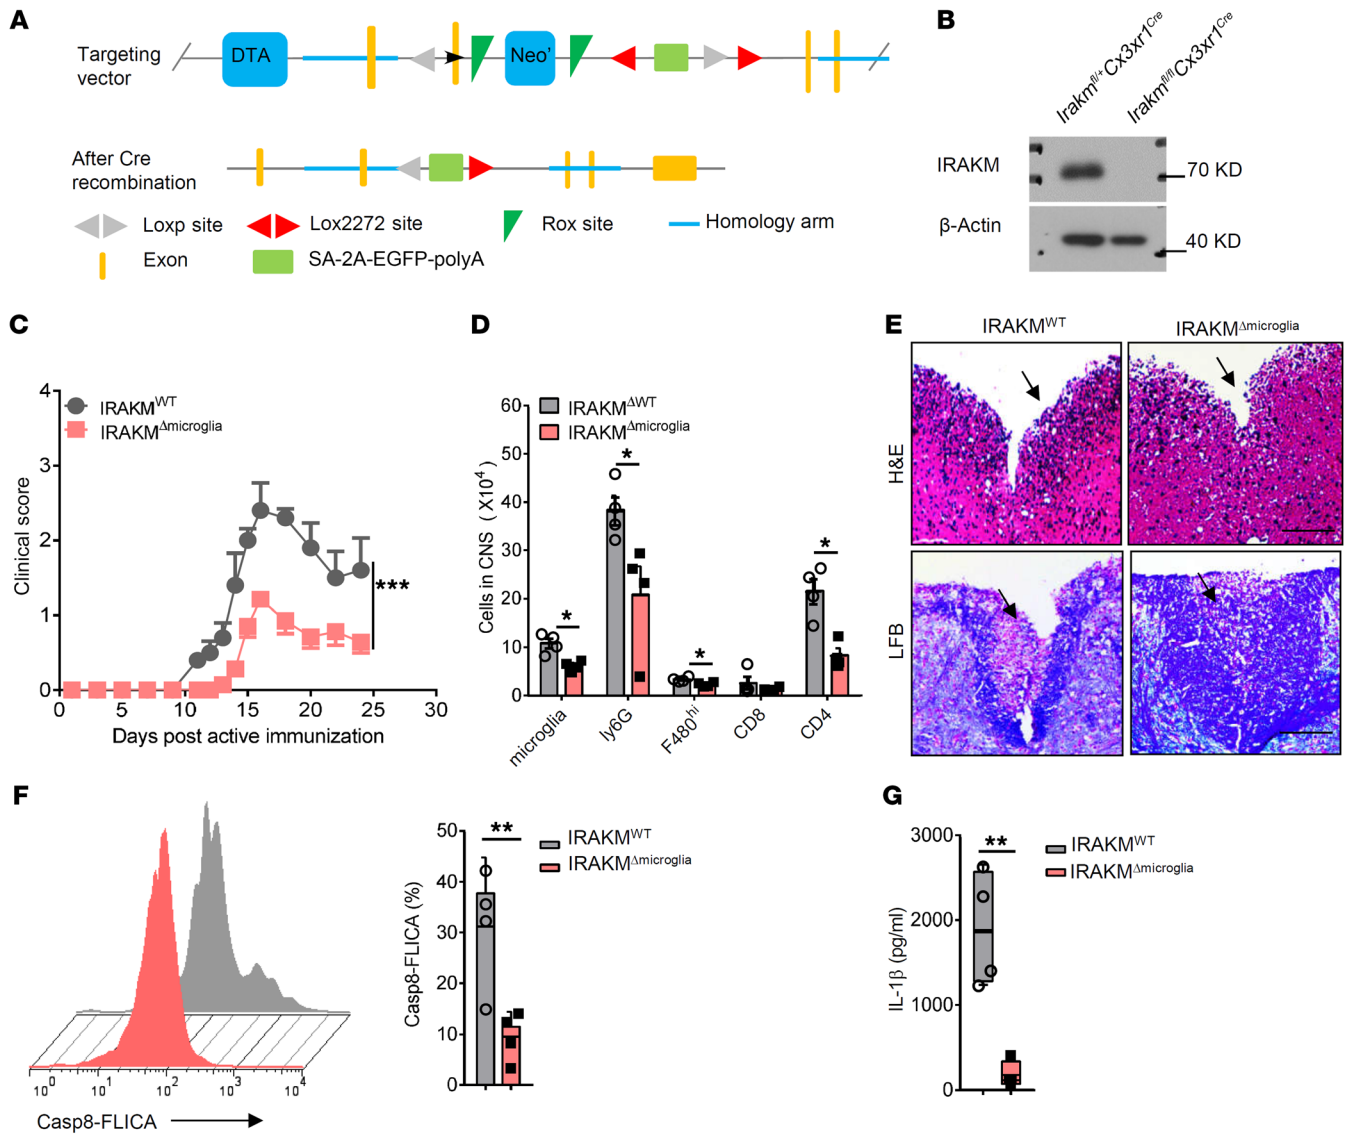 A
Targeting vector
DTA
Neo'
After Cre recombination
Loxp site
Lox2272 site
Rox site
Homology arm
Exon
SA-2A-EGFP-polyA
B
Irakm^fl/+Cx3xr1^Cre
Irakm^fl/flCx3xr1^Cre
IRAKM
70 KD
β-Actin
40 KD
C
IRAKM^WT
IRAKM^Δmicroglia
Clinical score
4
3
2
1
0
***
0 5 10 15 20 25 30
Days post active immunization
D
IRAKM^ΔWT
IRAKM^Δmicroglia
Cells in CNS ( X10^4 )
60
50
40
30
20
10
0
* * * *
microglia
ly6G
F480^hi
CD8
CD4
E
IRAKM^WT
IRAKM^Δmicroglia
H&E
LFB
F
10^0 10^1 10^2 10^3 10^4
Casp8-FLICA
Casp8-FLICA (%)
50
40
30
20
10
0
**
IRAKM^WT
IRAKM^Δmicroglia
G
IL-1β (pg/ml)
3000
2000
1000
0
**
IRAKM^WT
IRAKM^Δmicroglia